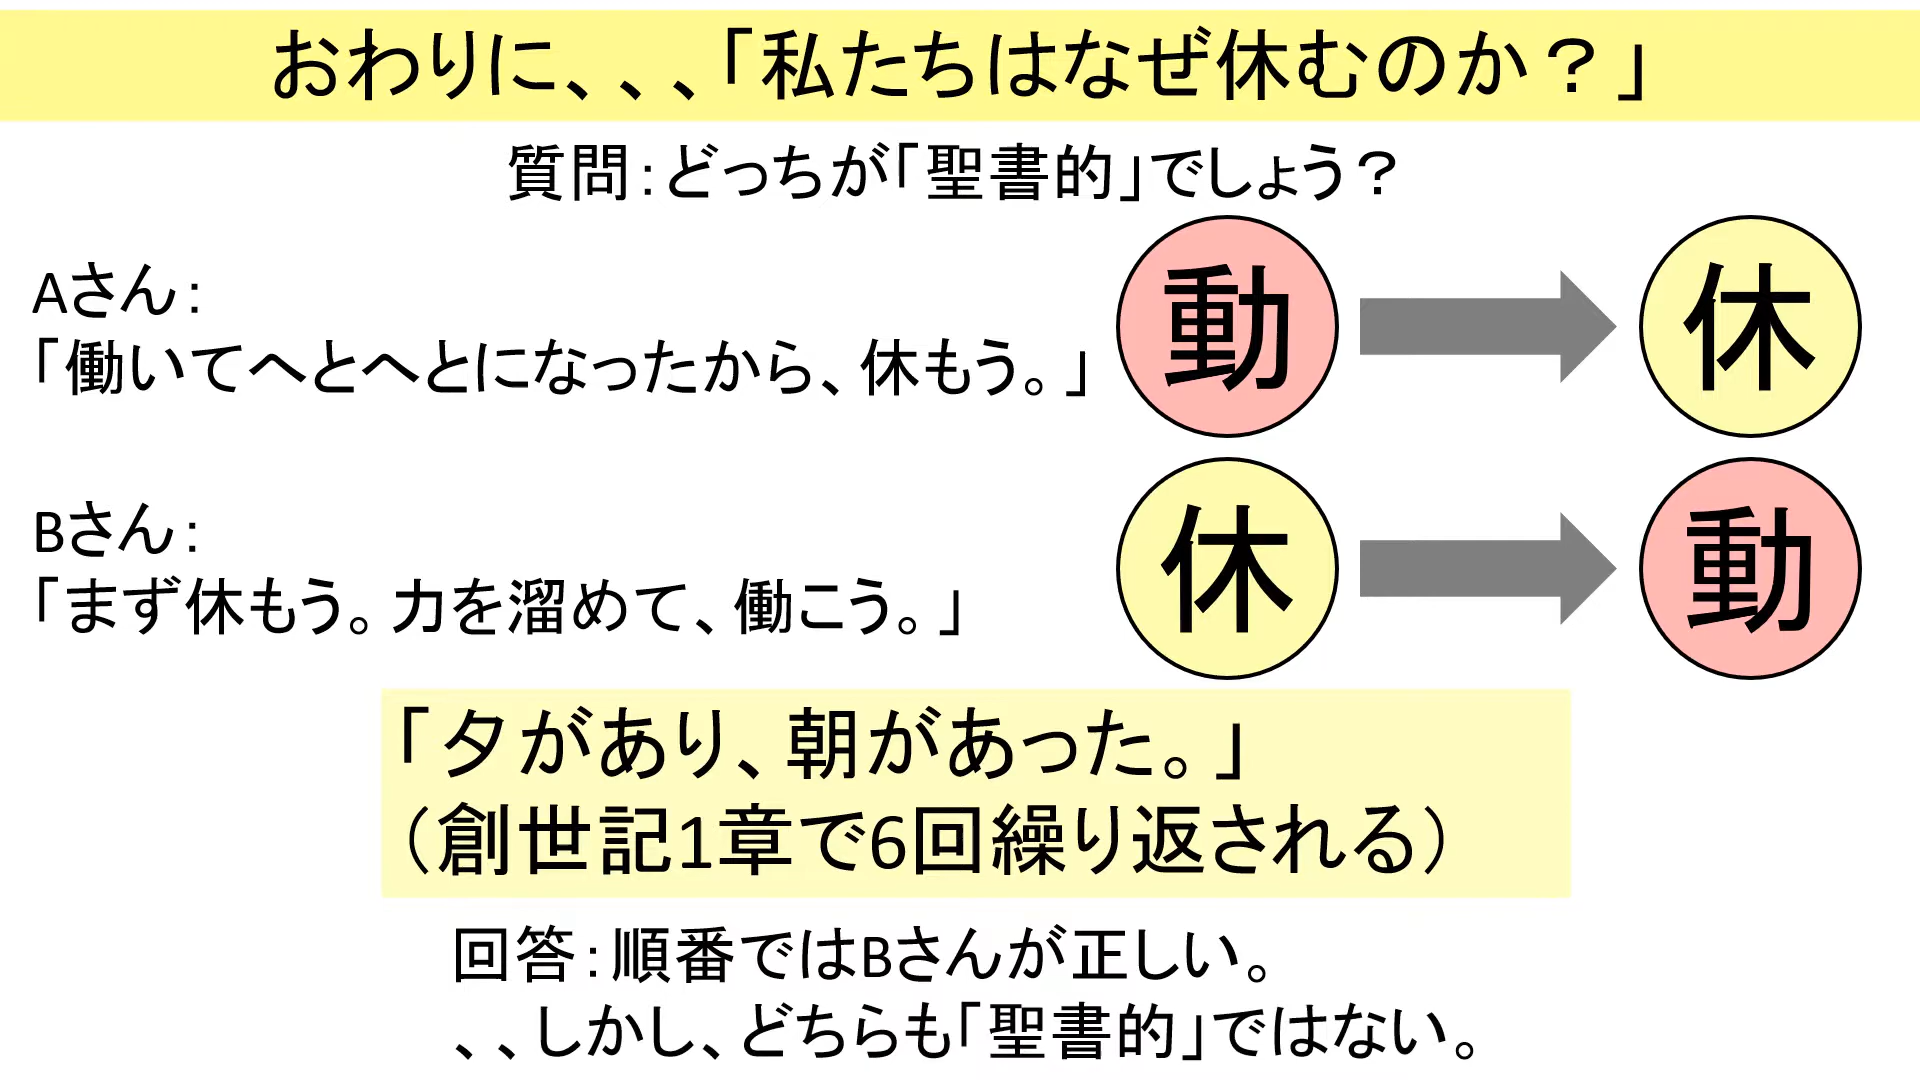 おわりに、、、「私たちはなぜ休むのか？」
質問：どっちが「聖書的」でしょう？
Aさん：
「働いてへとへとになったから、休もう。」
動
休
Bさん：
「まず休もう。力を溜めて、働こう。」
休
動
「夕があり、朝があった。」
（創世記1章で6回繰り返される）
回答：順番ではBさんが正しい。
、、しかし、どちらも「聖書的」ではない。